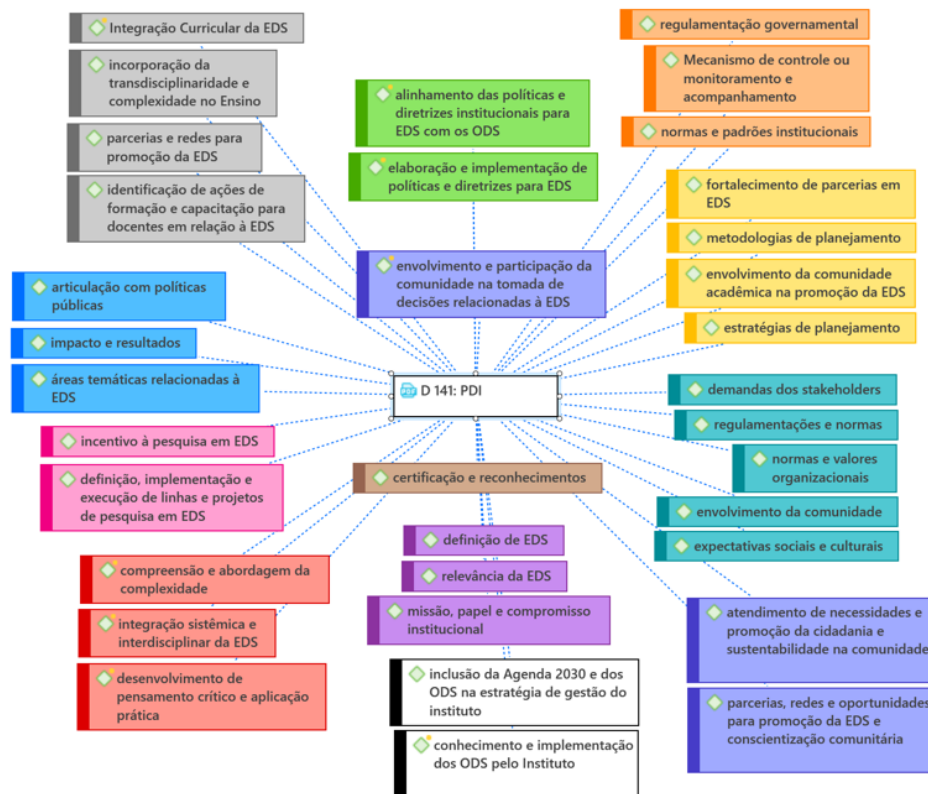 Integração Curricular da EDS
incorporação da
transdisciplinaridade e
complexidade no Ensino
parcerias e redes para
promoção da EDS
identificação de ações de
formação e capacitação para
docentes em relação à EDS
alinhamento das políticas e
diretrizes institucionais para
EDS com os ODS
elaboração e implementação de
políticas e diretrizes para EDS
regulamentação governamental
Mecanismo de controle ou
monitoramento e
acompanhamento
normas e padrões institucionais
fortalecimento de parcerias em
EDS
metodologias de planejamento
envolvimento da comunidade
acadêmica na promoção da EDS
estratégias de planejamento
envolvimento e participação da
comunidade na tomada de
decisões relacionadas à EDS
articulação com políticas
públicas
impacto e resultados
áreas temáticas relacionadas à
EDS
D 141: PDI
demandas dos stakeholders
regulamentações e normas
normas e valores
organizacionais
envolvimento da comunidade
expectativas sociais e culturais
incentivo à pesquisa em EDS
definição, implementação e
execução de linhas e projetos
de pesquisa em EDS
certificação e reconhecimentos
definição de EDS
relevância da EDS
missão, papel e compromisso
institucional
compreensão e abordagem da
complexidade
integração sistêmica e
interdisciplinar da EDS
desenvolvimento de
pensamento crítico e aplicação
prática
inclusão da Agenda 2030 e dos
ODS na estratégia de gestão do
instituto
conhecimento e implementação
dos ODS pelo Instituto
atendimento de necessidades e
promoção da cidadania e
sustentabilidade na comunidade
parcerias, redes e oportunidades
para promoção da EDS e
conscientização comunitária